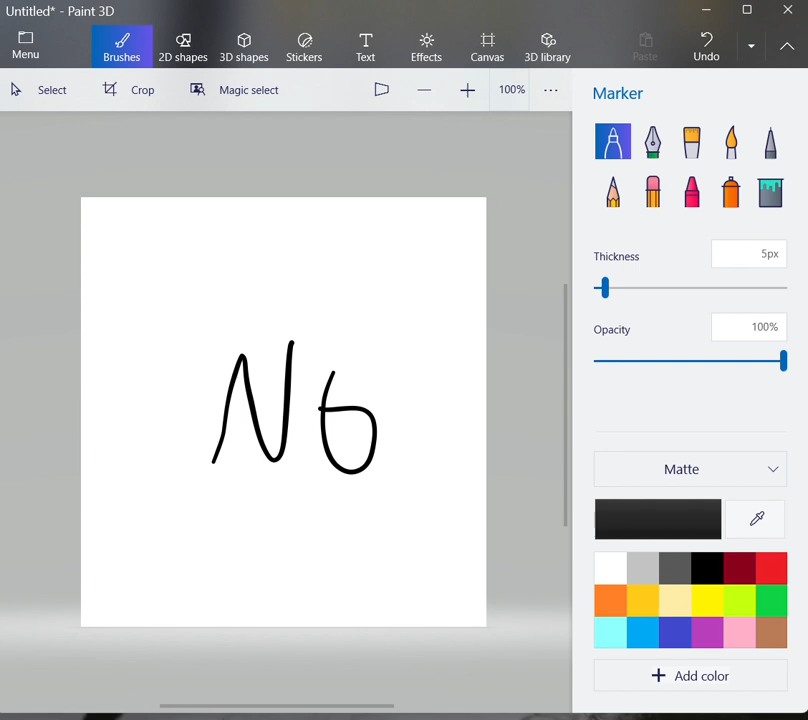 Untitled* - Paint 3D
Menu
Brushes
2D shapes
3D shapes
Stickers
Text
Effects
Canvas
3D library
Paste
Undo
Select
Crop
Magic select
100%
Marker
Thickness
5px
Opacity
100%
Matte
Add color